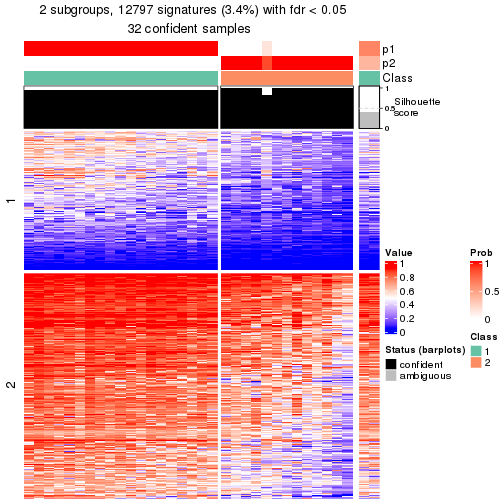 2 subgroups, 12797 signatures (3.4%) with fdr < 0.05
32 confident samples
p1
p2
Class
1
0.5
0
Silhouette
score
1
2
Value
1
0.8
0.6
0.4
0.2
0
Prob
1
0.5
0
Status (barplots)
confident
ambiguous
Class
1
2